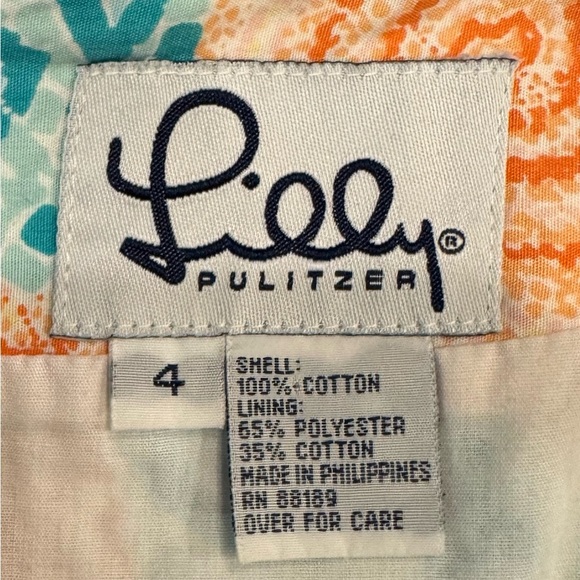 Lilly®
PULITZER
4
SHELL:
100% COTTON
LINING:
65% POLYESTER
35% COTTON
MADE IN PHILIPPINES
RN 88189
OVER FOR CARE